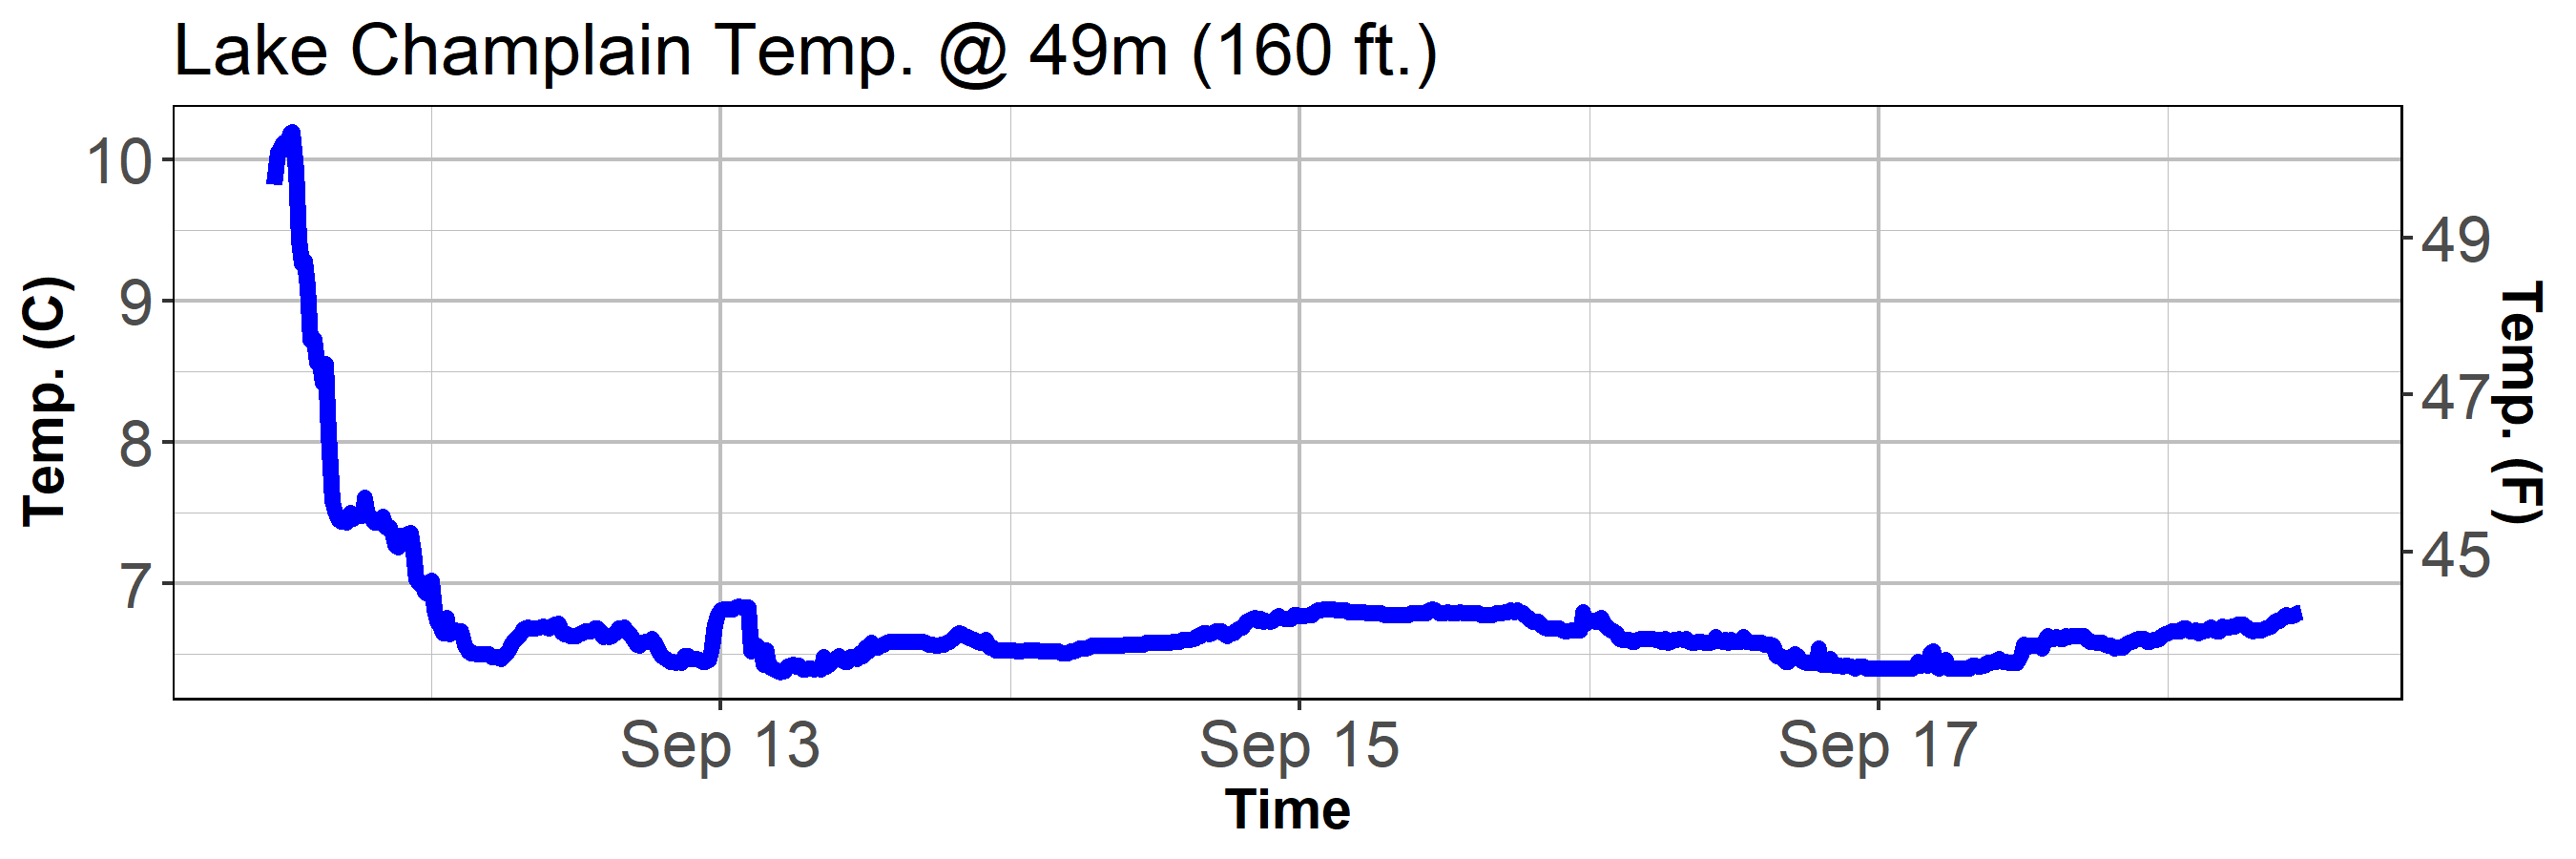 Lake Champlain Temp. @ 49m (160 ft.)
Temp. (C)
10
9
8
7
49
47
45
Temp. (F)
Sep 13 Sep 15 Sep 17
Time